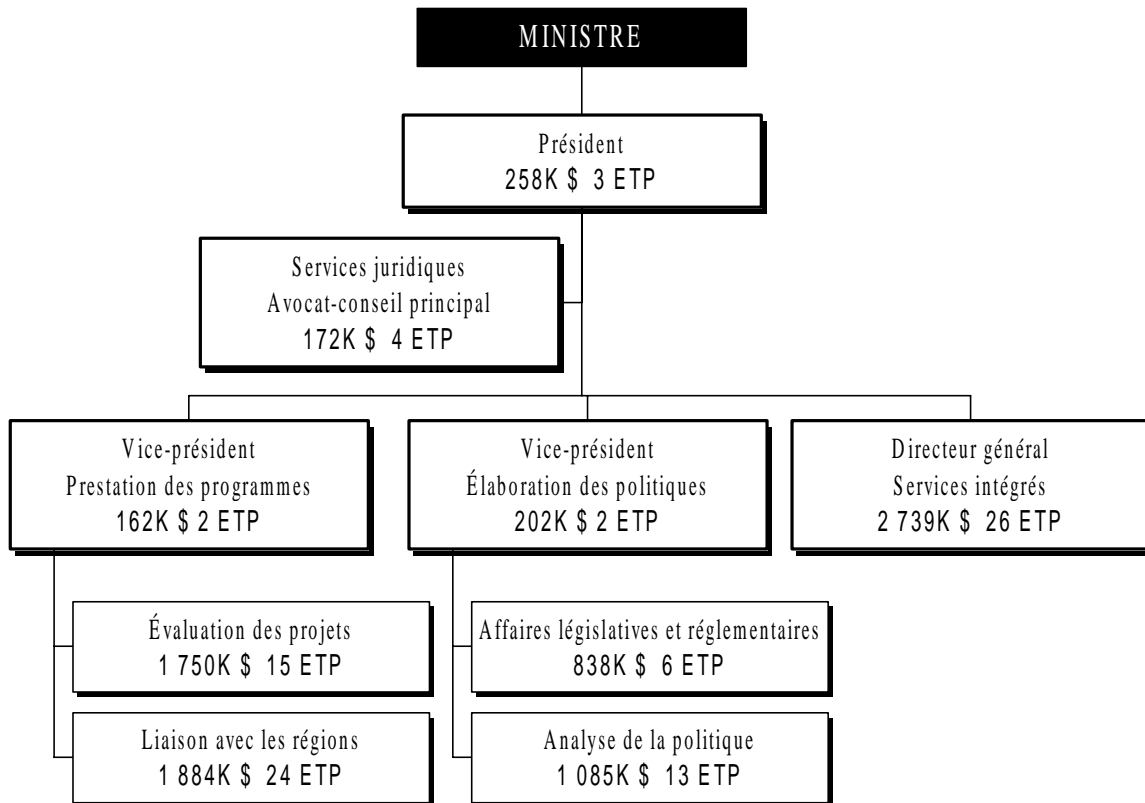 MINISTRE
Président
258K $ 3 ETP
Services juridiques
Avocat-conseil principal
172K $ 4 ETP
Vice-président
Prestation des programmes
162K $ 2 ETP
Vice-président
Élaboration des politiques
202K $ 2 ETP
Directeur général
Services intégrés
2 739K $ 26 ETP
Évaluation des projets
1 750K $ 15 ETP
Liaison avec les régions
1 884K $ 24 ETP
Affaires législatives et réglementaires
838K $ 6 ETP
Analyse de la politique
1 085K $ 13 ETP